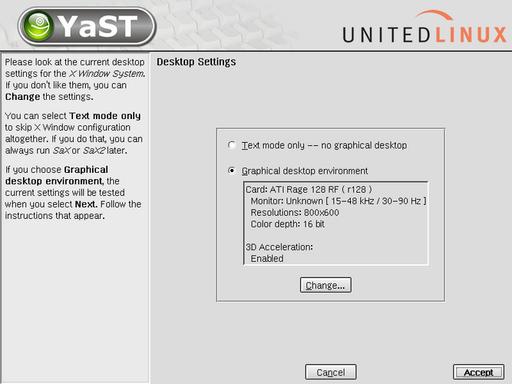 YaST
UNITEDLINUX
Please look at the current desktop
settings for the X Window System.
If you don't like them, you can
Change the settings.
You can select Text mode only
to skip X Window configuration
altogether. If you do that, you can
always run SaX or SaX2 later.
If you choose Graphical
desktop environment, the
current settings will be tested
when you select Next. Follow the
instructions that appear.
Desktop Settings
Text mode only -- no graphical desktop
Graphical desktop environment
Card: ATI Rage 128 RF ( r128 )
Monitor: Unknown [ 15-48 kHz / 30-90 Hz ]
Resolutions: 800x600
Color depth: 16 bit
3D Acceleration:
Enabled
Change...
Cancel
Accept